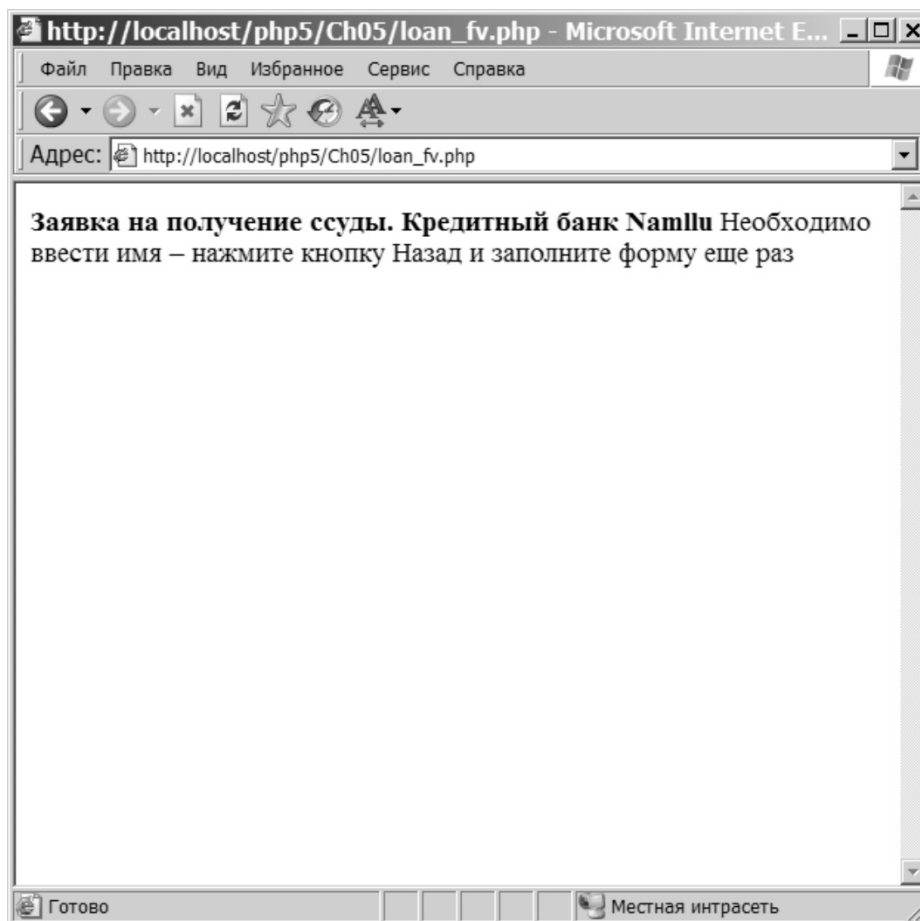 http://localhost/php5/Ch05/loan_fv.php - Microsoft Internet E...
Файл Правка Вид Избранное Сервис Справка
Адрес: http://localhost/php5/Ch05/loan_fv.php
Заявка на получение ссуды. Кредитный банк Namllu Необходимо
ввести имя – нажмите кнопку Назад и заполните форму еще раз
Готово Местная интрасеть